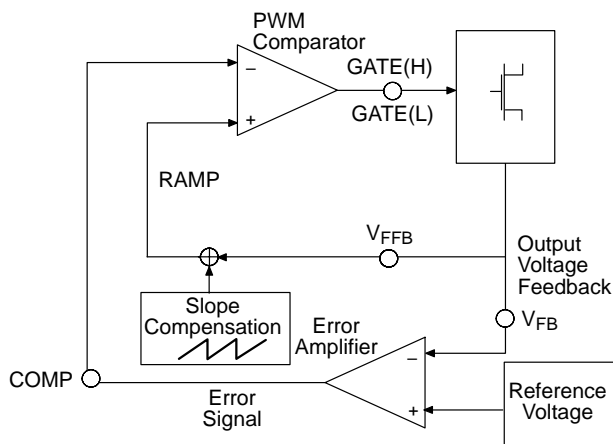 PWM
Comparator
–
+
GATE(H)
GATE(L)
RAMP
VFFB
Output
Voltage
Feedback
Slope
Compensation
Error
Amplifier
VFB
–
+
COMP
Error
Signal
Reference
Voltage